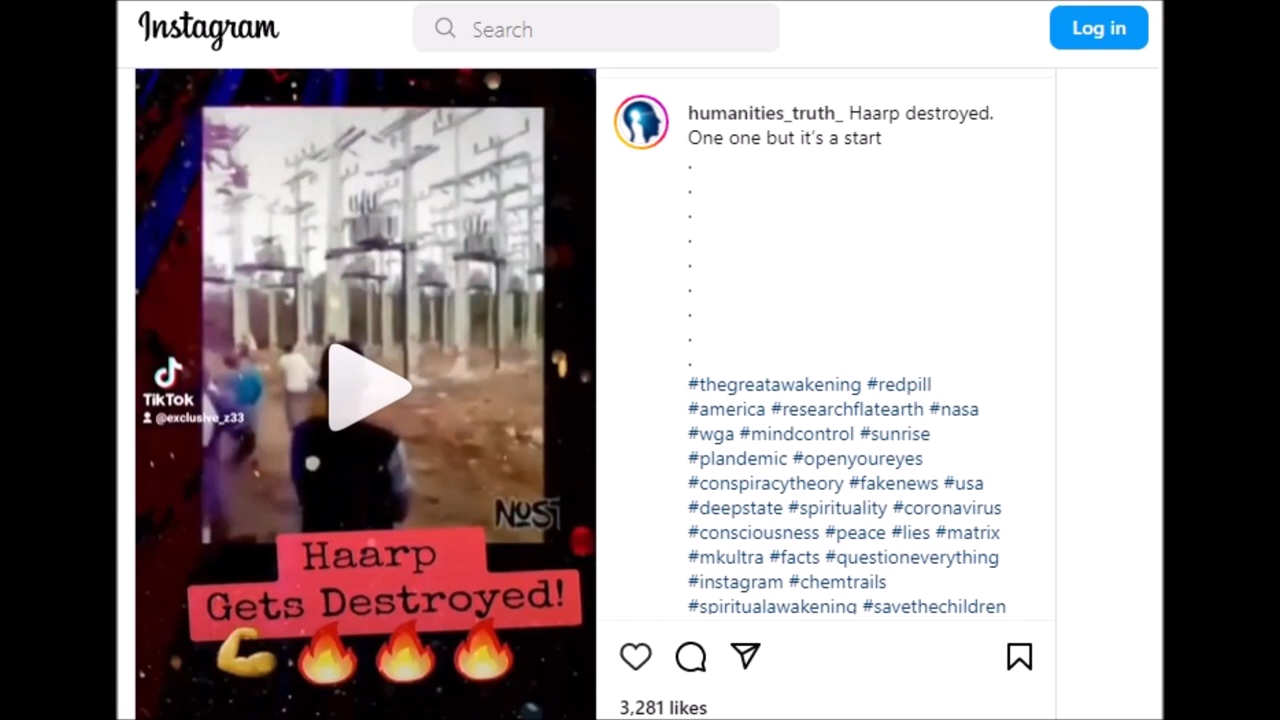 Instagram
Search
Log in
humanities_truth_ Haarp destroyed.
One one but it's a start
.
.
.
.
.
.
.
.
.
#thegreatawakening #redpill
#america #researchflatearth #nasa
#wga #mindcontrol #sunrise
#plandemic #openyoureyes
#conspiracytheory #fakenews #usa
#deepstate #spirituality #coronavirus
#consciousness #peace #lies #matrix
#mkultra #facts #questioneverything
#instagram #chemtrails
#spiritualawakening #savethechildren
3,281 likes
TikTok
@exclusive_z33
Haarp
Gets Destroyed!